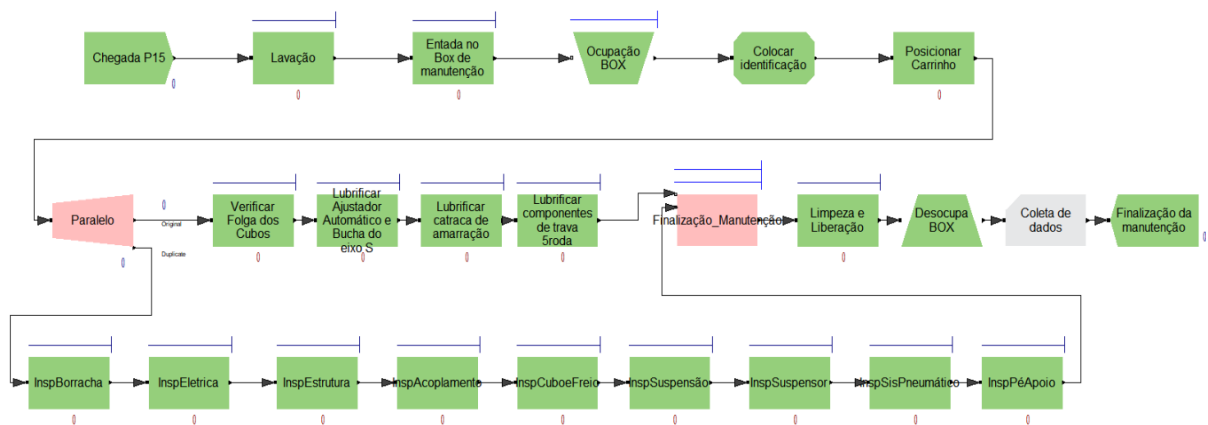 Chegada P15
Lavação
Entada no
Box de
manutenção
Ocupação
BOX
Colocar
identificação
Posicionar
Carrinho
0
0
0
0
Paralelo
0
Original
Duplicate
0
Verificar
Folga dos
Cubos
Lubrificar
Ajustador
Automático e
Bucha do
eixo S
Lubrificar
catraca de
amarração
Lubrificar
componentes
de trava
5roda
Finalização_Manutenção
Limpeza e
Liberação
Desocupa
BOX
Coleta de
dados
Finalização da
manutenção
0
0
0
0
0
0
InspBorracha
InspEletrica
InspEstrutura
InspAcoplamento
InspCuboeFreio
InspSuspensão
InspSuspensor
InspSisPneumático
InspPéApoio
0
0
0
0
0
0
0
0
0